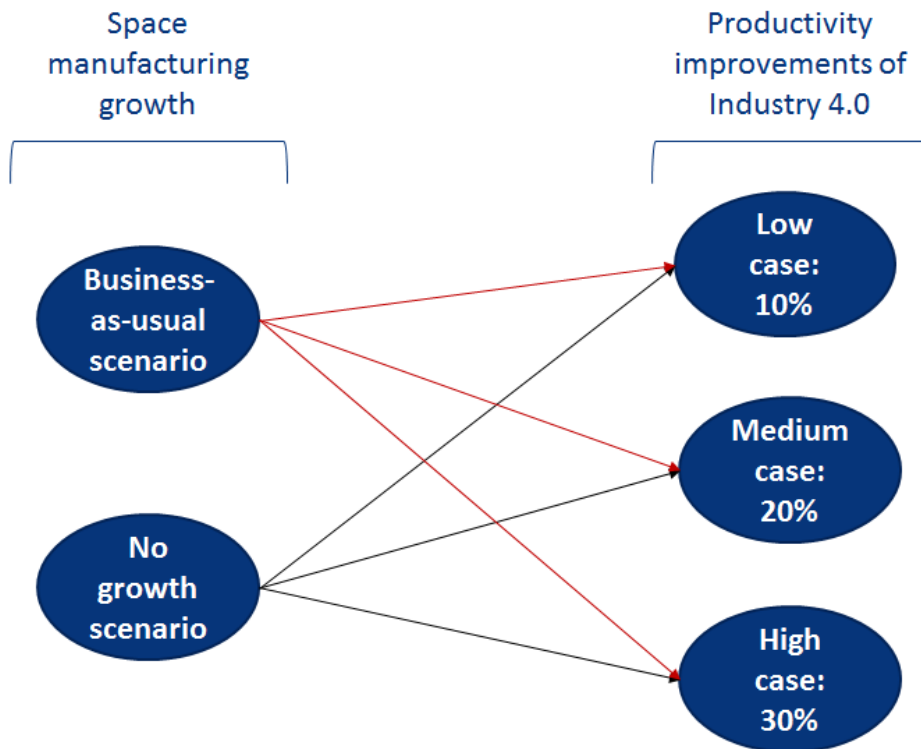 Space
manufacturing
growth
Productivity
improvements of
Industry 4.0
Business-
as-usual
scenario
No
growth
scenario
Low
case:
10%
Medium
case:
20%
High
case:
30%